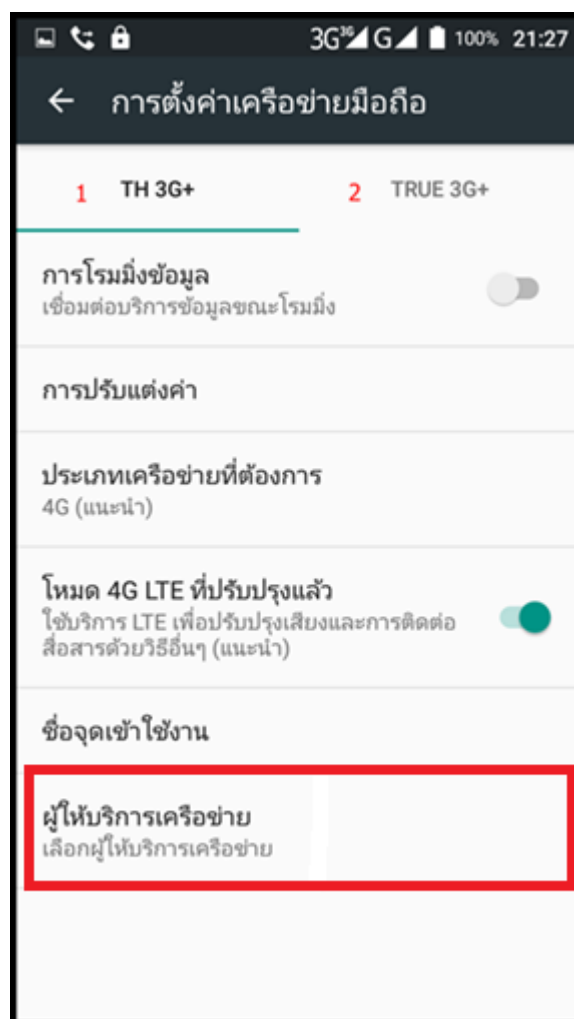 3G 3G G 100% 21:27
การตั้งค่าเครือข่ายมือถือ
1 TH 3G+ 2 TRUE 3G+
การโรมมิ่งข้อมูล
เชื่อมต่อบริการข้อมูลขณะโรมมิ่ง
การปรับแต่งค่า
ประเภทเครือข่ายที่ต้องการ
4G (แนะนำ)
โหมด 4G LTE ที่ปรับปรุงแล้ว
ใช้บริการ LTE เพื่อปรับปรุงเสียงและการติดต่อ
สื่อสารด้วยวิธีอื่นๆ (แนะนำ)
ชื่อจุดเข้าใช้งาน
ผู้ให้บริการเครือข่าย
เลือกผู้ให้บริการเครือข่าย